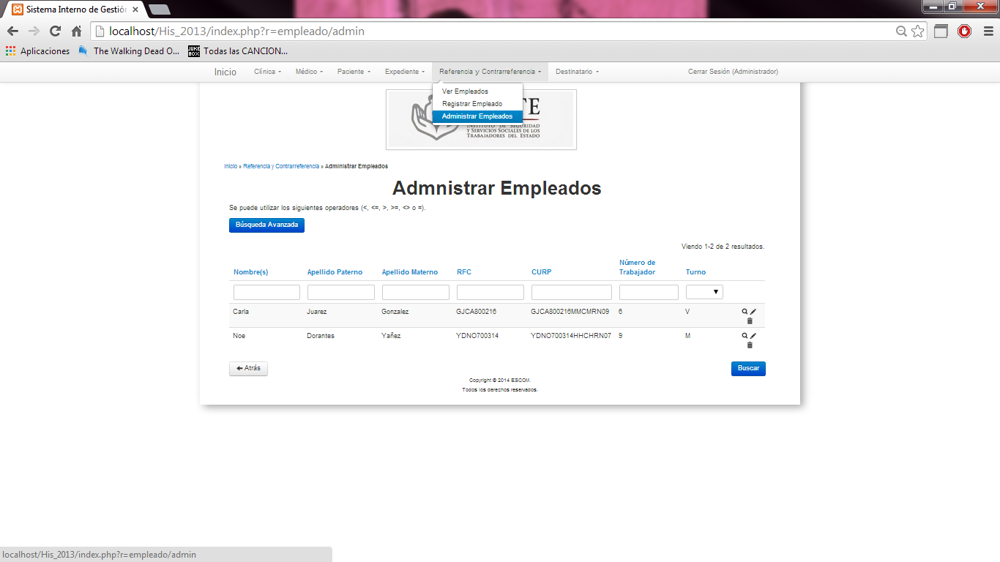 Sistema Interno de Gestión
localhost/His_2013/index.php?r=empleado/admin
Aplicaciones The Walking Dead O... JUKE BOX Todas las CANCION...
Inicio Clínica Médico Paciente Expediente Referencia y Contrarreferencia Destinatario Cerrar Sesión (Administrador)
Ver Empleados
Registrar Empleado
Administrar Empleados
TE
INSTITUTO DE SEGURIDAD
Y SERVICIOS SOCIALES DE LOS
TRABAJADORES DEL ESTADO
Inicio » Referencia y Contrarreferencia » Administrar Empleados
Admnistrar Empleados
Se puede utilizar los siguientes operadores (<, <=, >, >=, <> o =).
Búsqueda Avanzada
Viendo 1-2 de 2 resultados.
Nombre(s) Apellido Paterno Apellido Materno RFC CURP Número de Trabajador Turno
Carla Juarez Gonzalez GJCA800216 GJCA800216MMCMRN09 6 V
Noe Dorantes Yañez YDNO700314 YDNO700314HHCHRN07 9 M
Atrás Buscar
Copyright © 2014 ESCOM.
Todos los derechos reservados.
localhost/His_2013/index.php?r=empleado/admin